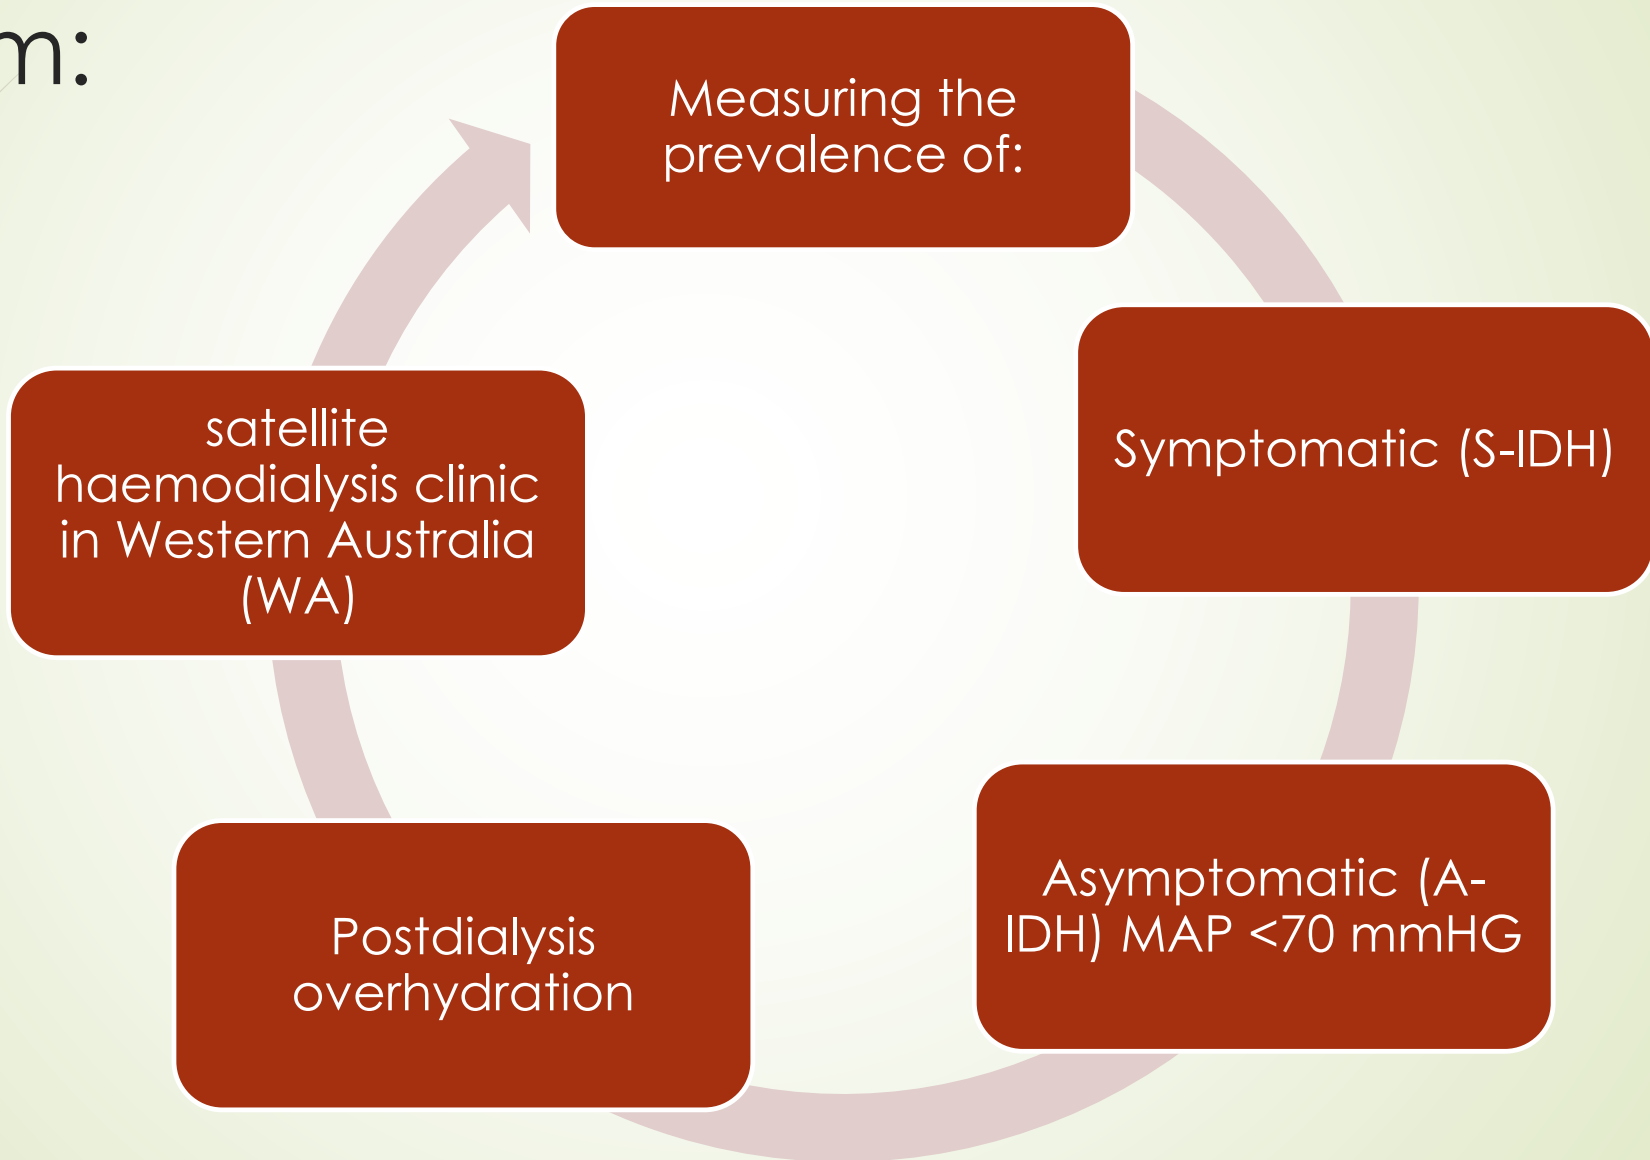 m:
Measuring the
prevalence of:
Symptomatic (S-IDH)
Asymptomatic (A-
IDH) MAP <70 mmHG
Postdialysis
overhydration
satellite
haemodialysis clinic
in Western Australia
(WA)